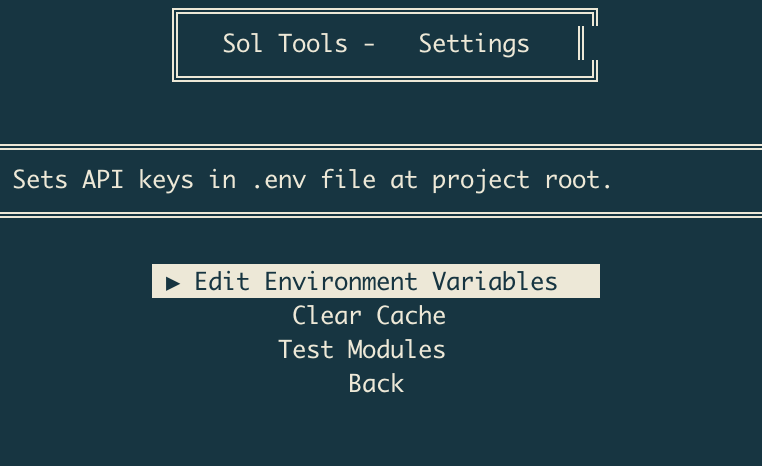 Sol Tools -   Settings
Sets API keys in .env file at project root.
▶ Edit Environment Variables
Clear Cache
Test Modules
Back